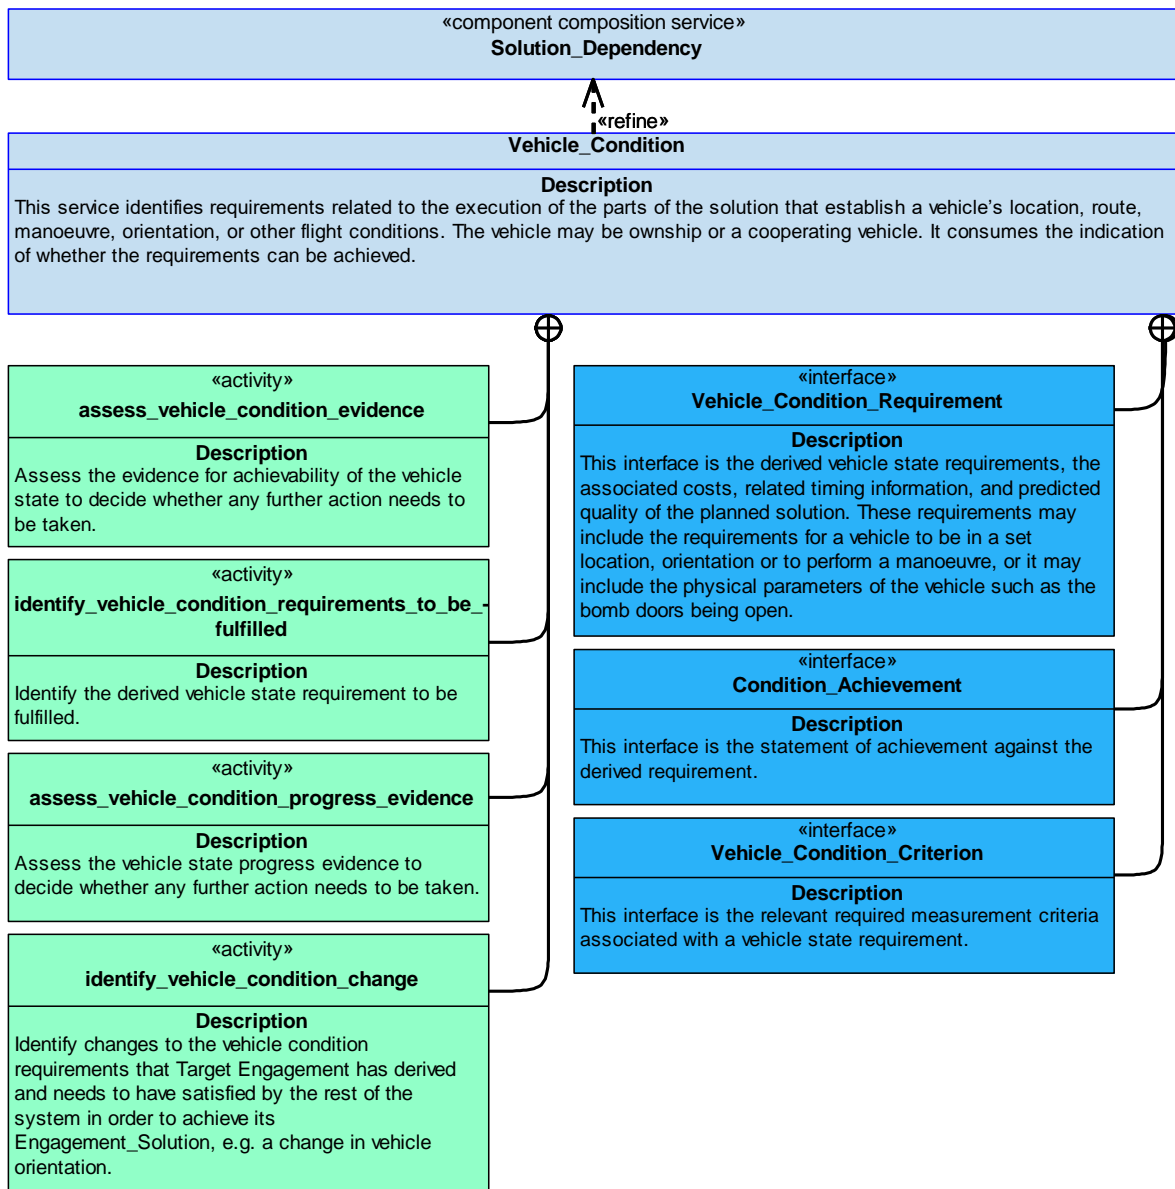 «component composition service»
Solution_Dependency
«refine»
Vehicle_Condition
Description
This service identifies requirements related to the execution of the parts of the solution that establish a vehicle's location, route,
manoeuvre, orientation, or other flight conditions. The vehicle may be ownship or a cooperating vehicle. It consumes the indication
of whether the requirements can be achieved.
«activity»
assess_vehicle_condition_evidence
Description
Assess the evidence for achievability of the vehicle
state to decide whether any further action needs to
be taken.
«activity»
identify_vehicle_condition_requirements_to_be_-
fulfilled
Description
Identify the derived vehicle state requirement to be
fulfilled.
«activity»
assess_vehicle_condition_progress_evidence
Description
Assess the vehicle state progress evidence to
decide whether any further action needs to be taken.
«activity»
identify_vehicle_condition_change
Description
Identify changes to the vehicle condition
requirements that Target Engagement has derived
and needs to have satisfied by the rest of the
system in order to achieve its
Engagement_Solution, e.g. a change in vehicle
orientation.
«interface»
Vehicle_Condition_Requirement
Description
This interface is the derived vehicle state requirements, the
associated costs, related timing information, and predicted
quality of the planned solution. These requirements may
include the requirements for a vehicle to be in a set
location, orientation or to perform a manoeuvre, or it may
include the physical parameters of the vehicle such as the
bomb doors being open.
«interface»
Condition_Achievement
Description
This interface is the statement of achievement against the
derived requirement.
«interface»
Vehicle_Condition_Criterion
Description
This interface is the relevant required measurement criteria
associated with a vehicle state requirement.